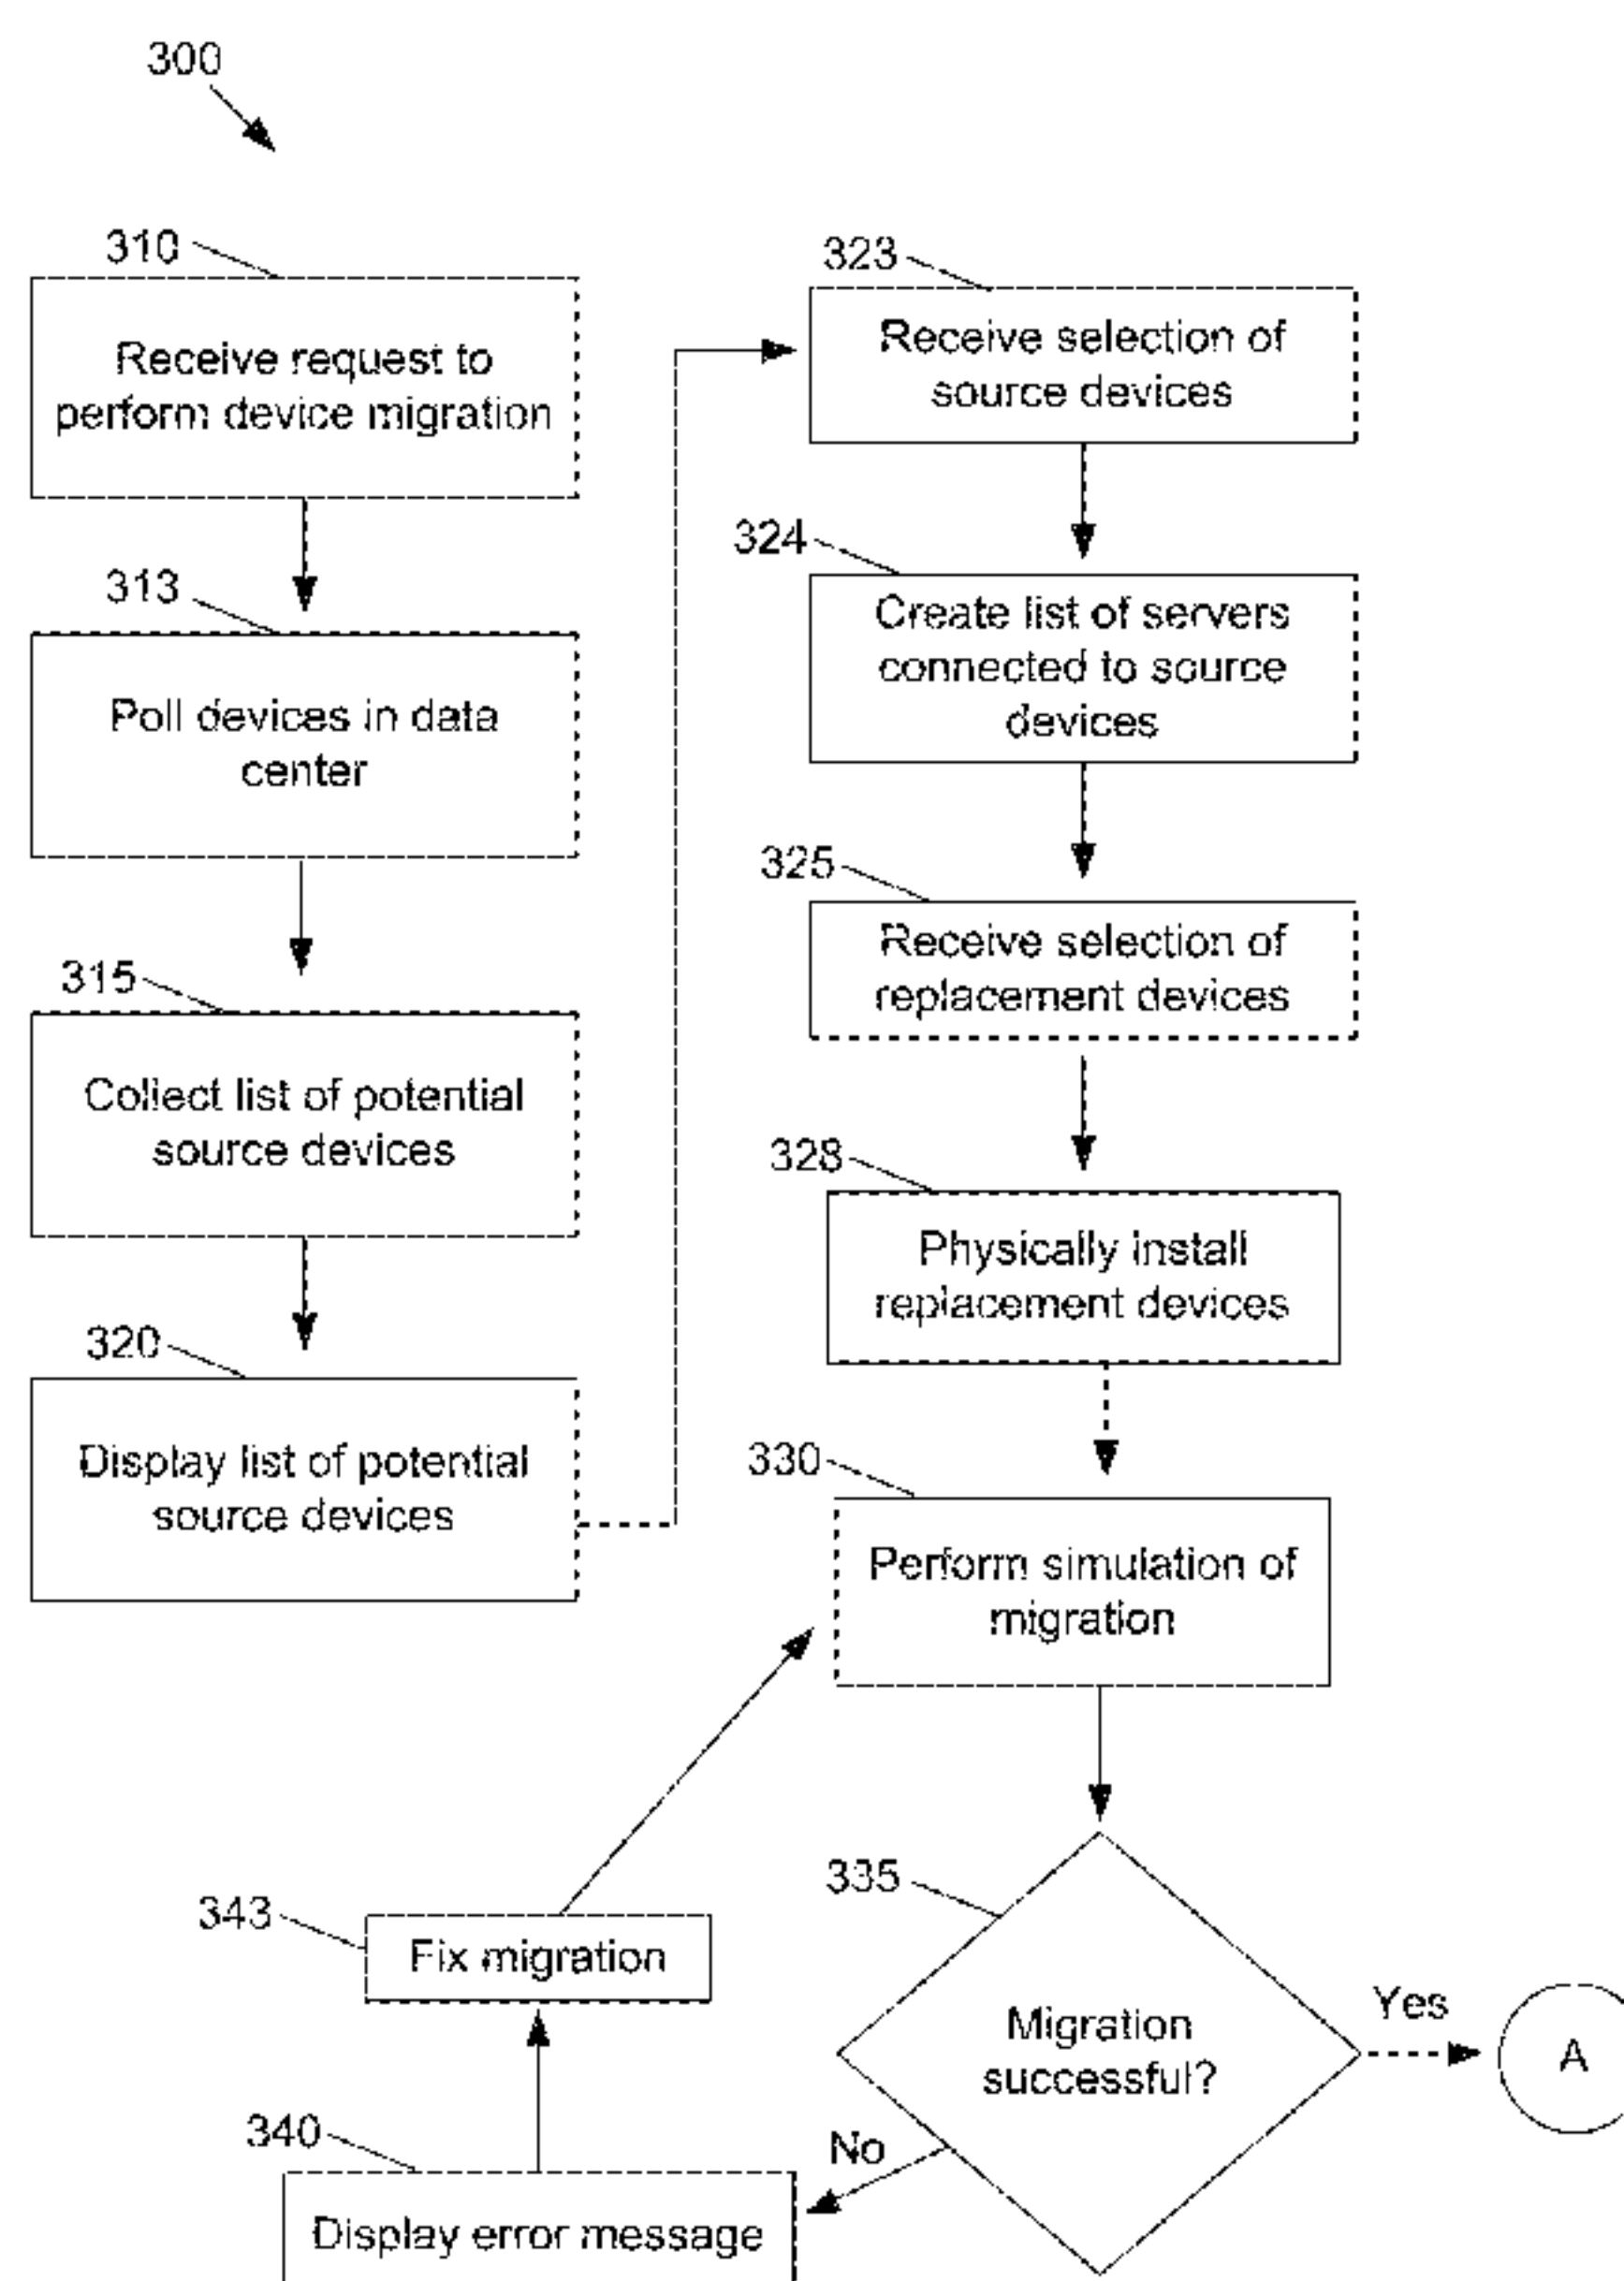 300
310
Receive request to
perform device migration
313
Poll devices in data
center
315
Collect list of potential
source devices
320
Display list of potential
source devices
323
Receive selection of
source devices
324
Create list of servers
connected to source
devices
325
Receive selection of
replacement devices
328
Physically install
replacement devices
330
Perform simulation of
migration
335
Migration
successful?
Yes
A
No
340
Display error message
343
Fix migration